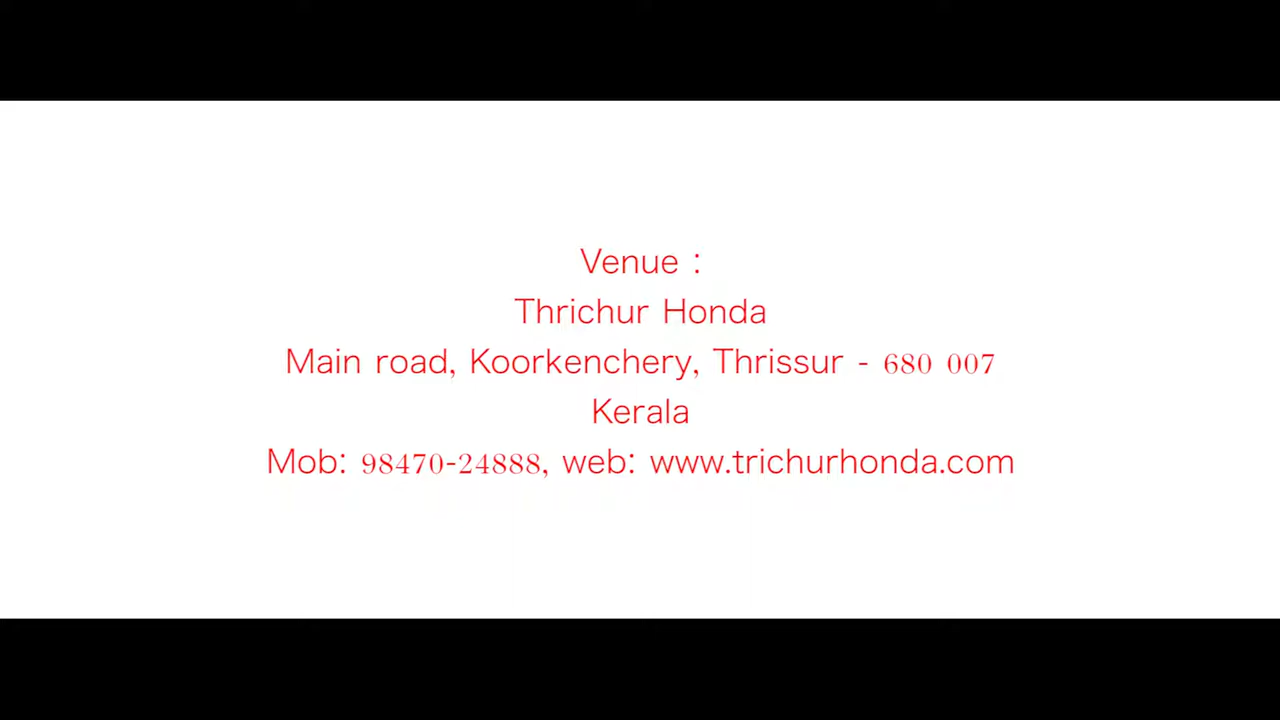 Venue :
Thrichur Honda
Main road, Koorkenchery, Thrissur - 680 007
Kerala
Mob: 98470-24888, web: www.trichurhonda.com